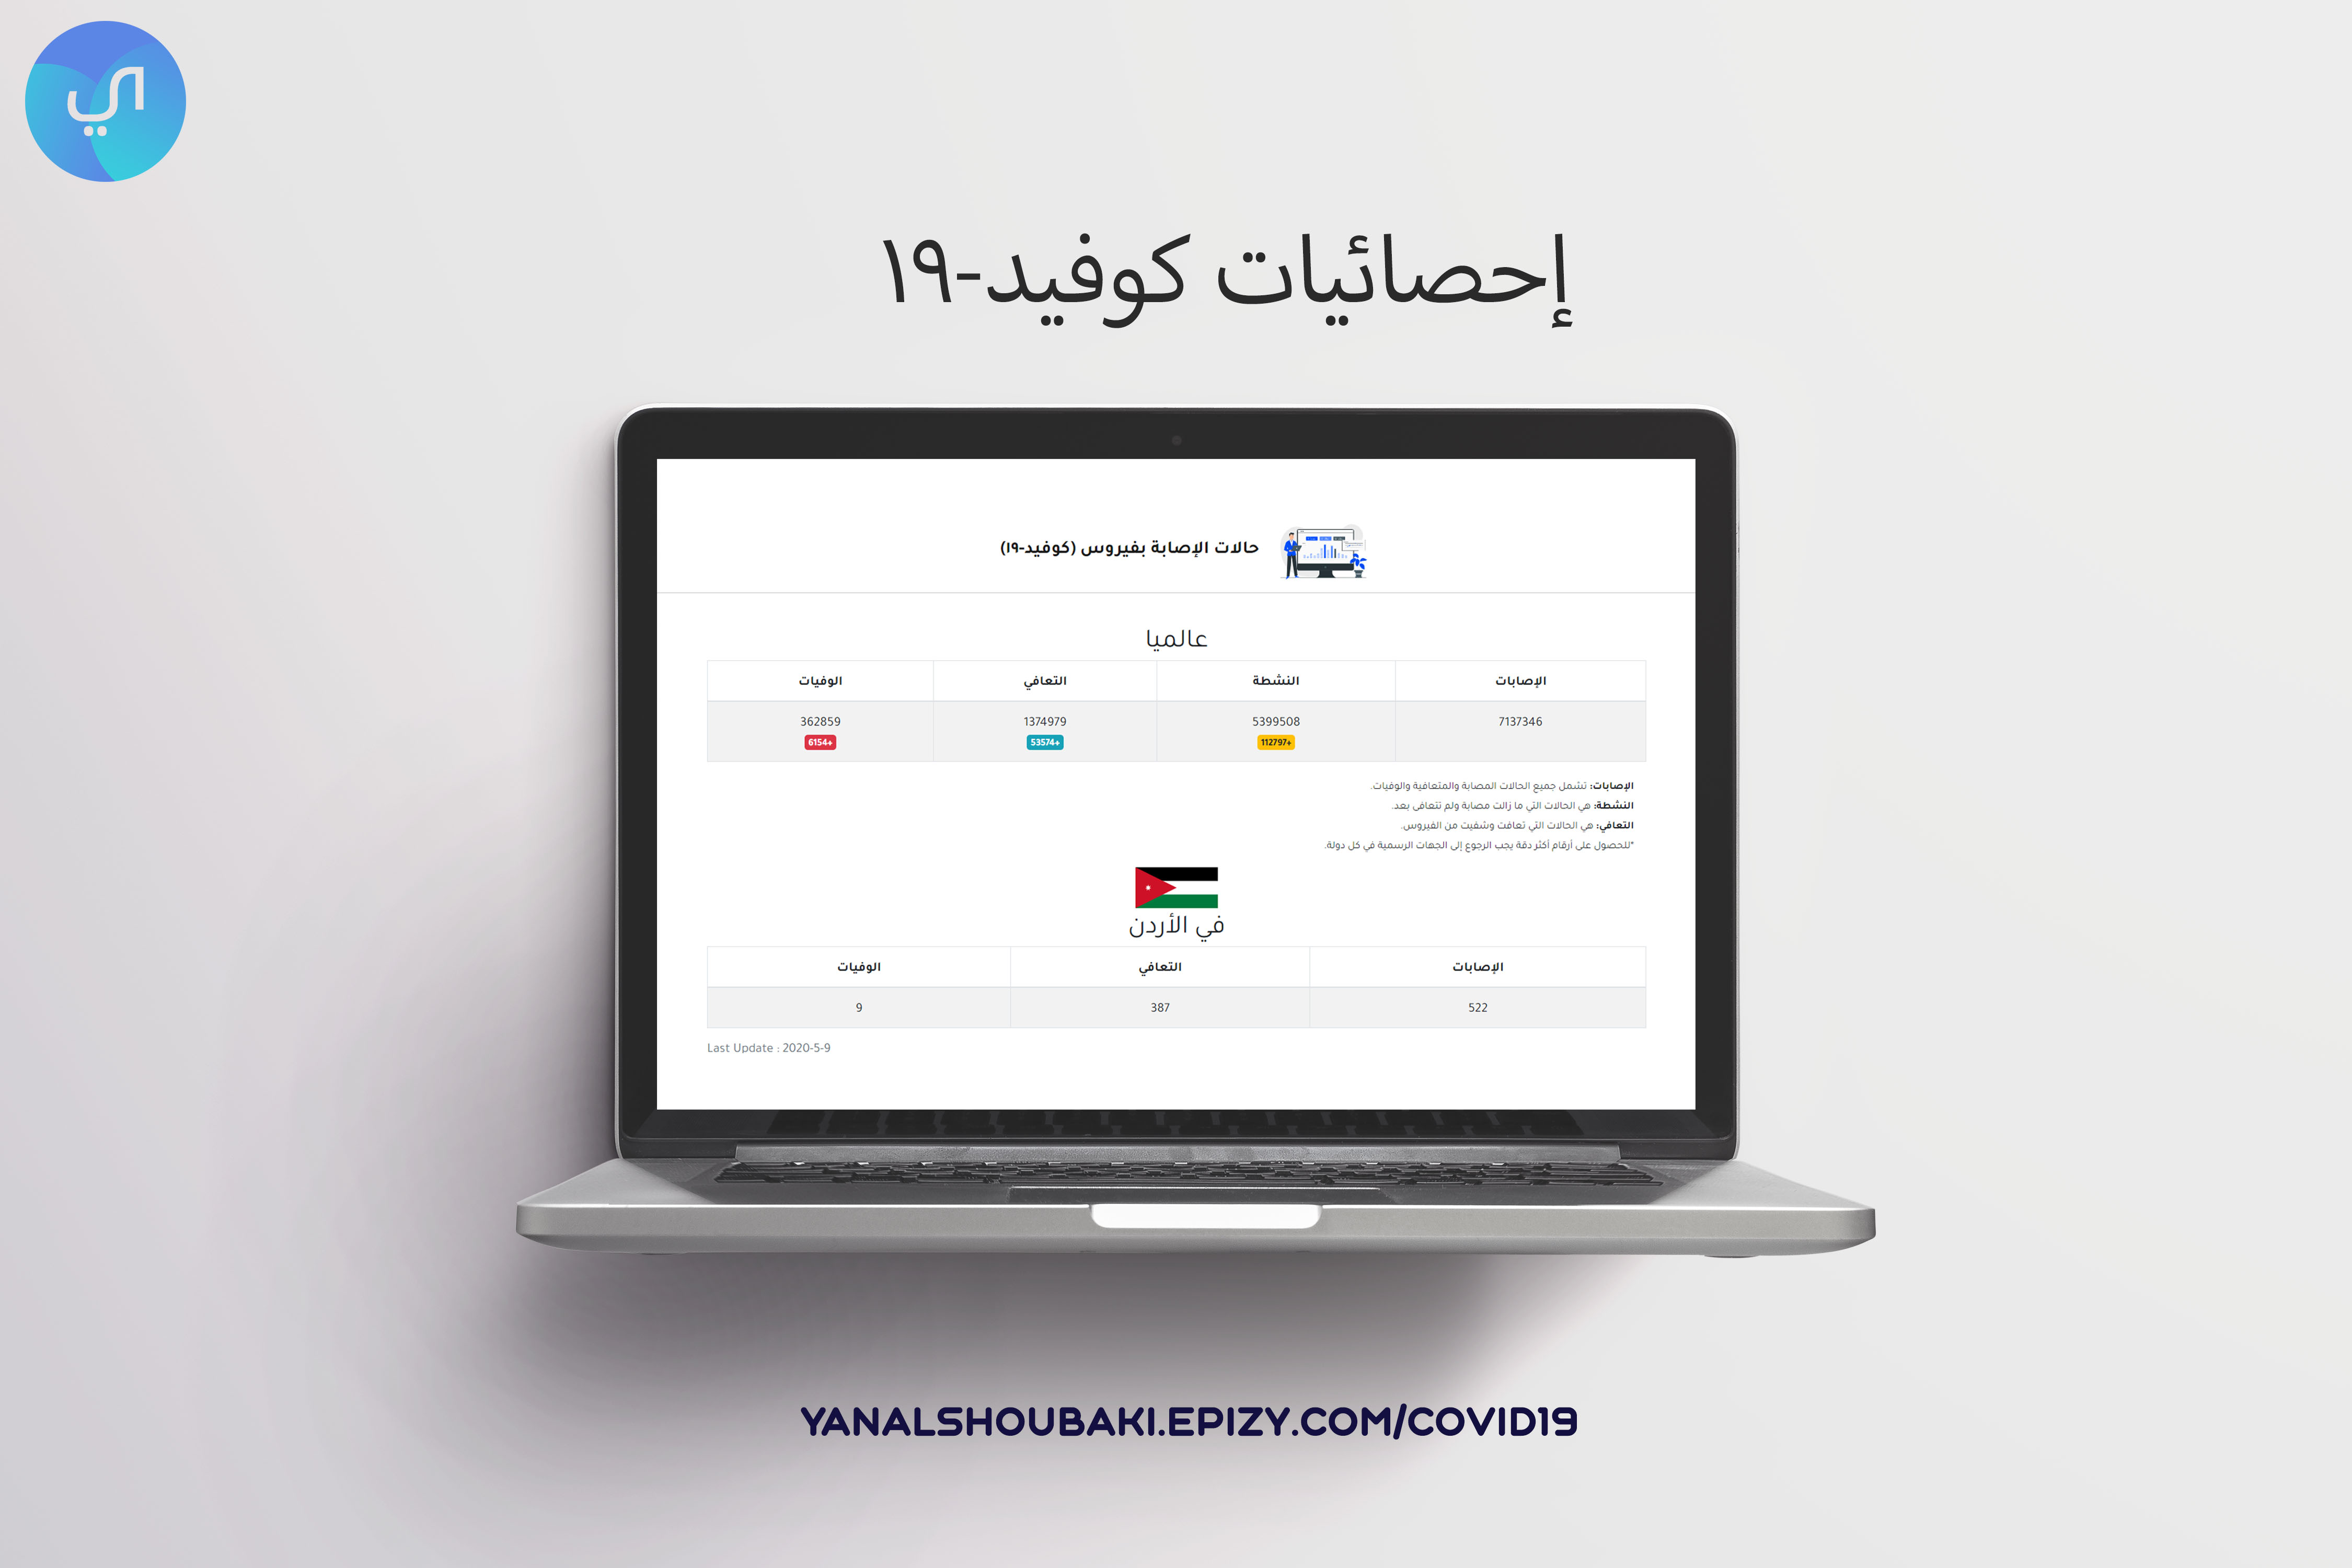 اي
إحصائيات كوفيد-١٩
حالات الإصابة بفيروس (كوفيد-١٩)
عالميا
الإصابات النشطة التعافي الوفيات
7137346 5399508 1374979 362859
112797+ 53574+ 6154+
الإصابات: تشمل جميع الحالات المصابة والمتعافية والوفيات.
النشطة: هي الحالات التي ما زالت مصابة ولم تتعافى بعد.
التعافي: هي الحالات التي تعافت وشفيت من الفيروس.
*للحصول على أرقام أكثر دقة يجب الرجوع إلى الجهات الرسمية في كل دولة.
في الأردن
الإصابات التعافي الوفيات
522 387 9
Last Update : 2020-5-9
YANALSHOUBAKI.EPIZY.COM/COVID19